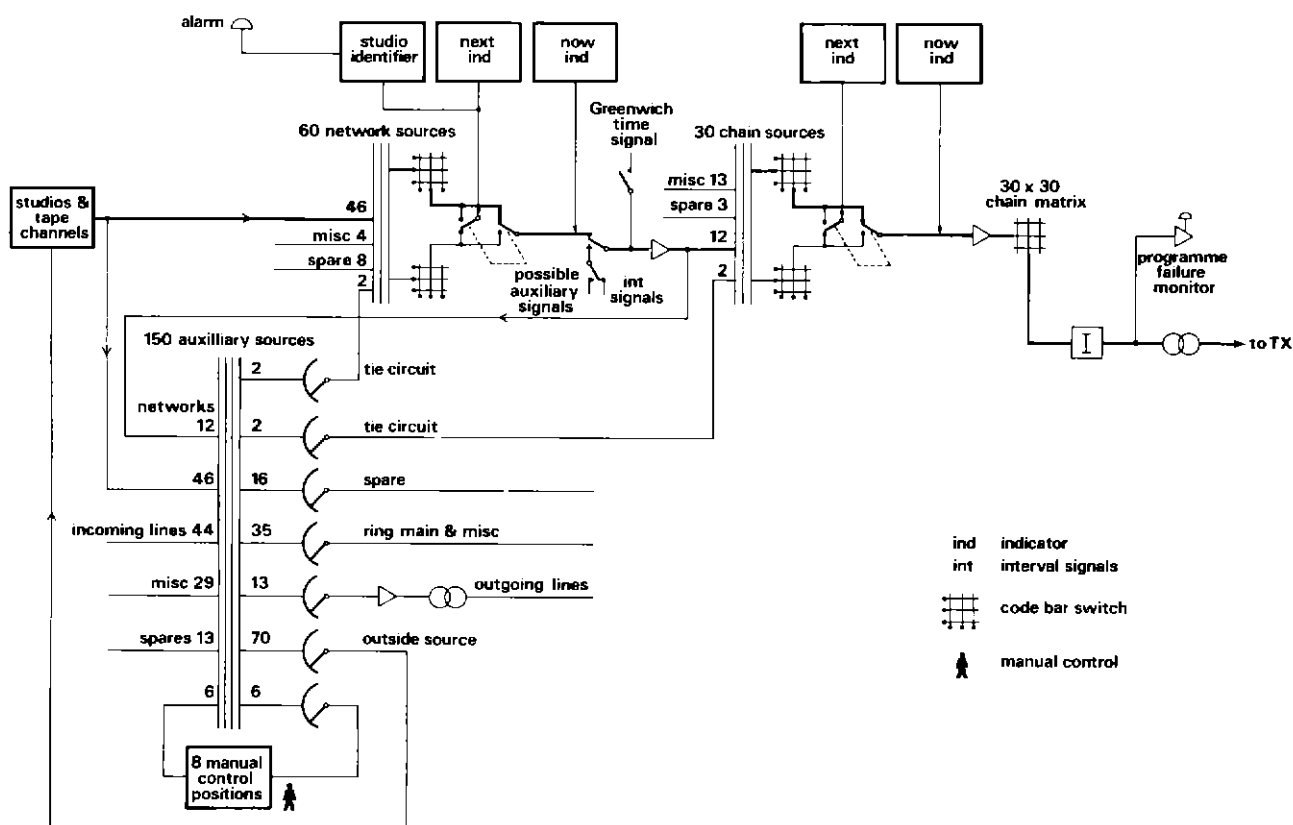 alarm
studio
identifier
next
ind
now
ind
next
ind
now
ind
Greenwich
time
signal
60 network sources
30 chain sources
misc 13
spare 3
30 x 30
chain matrix
studios &
tape
channels
46
misc 4
spare 8
2
12
2
possible
auxiliary
signals
int
signals
programme
failure
monitor
to TX
150 auxilliary sources
2
tie circuit
networks
12
2
tie circuit
46
16
spare
incoming lines 44
35
ring main & misc
misc 29
13
outgoing lines
spares 13
70
outside source
6
6
8 manual
control
positions
ind indicator
int interval signals
code bar switch
manual control
I